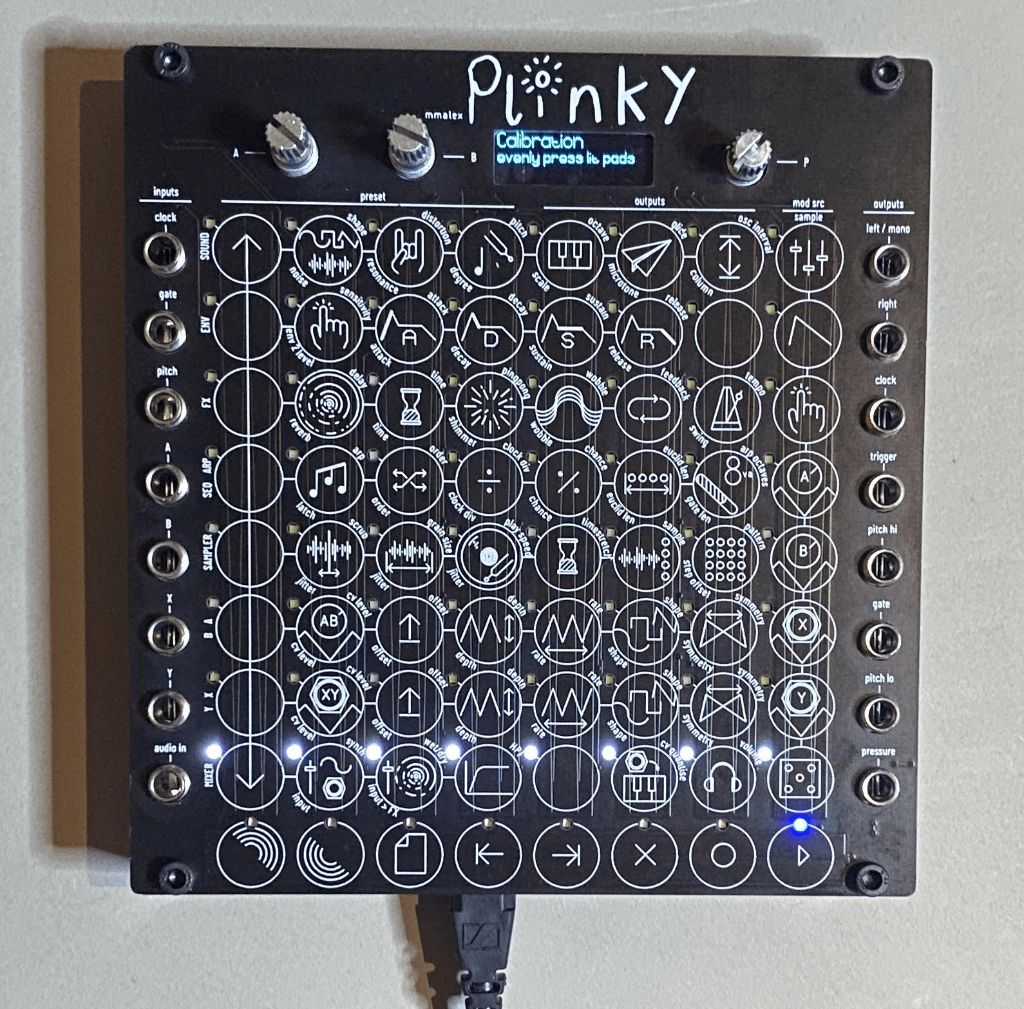 PlinkY
mmalex
Calibration
evenly press lit pads
A
B
P
inputs
preset
outputs
mod src
outputs
clock
gate
pitch
A
B
X
Y
audio in
left / mono
right
clock
trigger
pitch hi
gate
pitch lo
pressure
SOUND
shape
distortion
pitch
octave
glide
osc interval
sample
noise
resonance
degree
scale
microtone
column
ENV
sensitivity
attack
decay
sustain
release
A
D
S
R
env 2 level
attack
decay
sustain
release
FX
delay
time
pingpong
wobble
feedback
tempo
reverb
time
shimmer
wobble
swing
SEQ ARP
arp
order
clock div
chance
euclid len
arp octaves
8va
A
latch
order
clock div
chance
euclid len
gate len
SAMPLER
scrub
grain size
play speed
timestretch
sample
pattern
B
jitter
jitter
jitter
step offset
B A
cv level
offset
depth
rate
shape
symmetry
AB
X
cv level
offset
depth
rate
shape
symmetry
Y X
cv level
offset
depth
rate
shape
symmetry
XY
Y
cv level
offset
depth
rate
shape
symmetry
MIXER
synth
wet/dry
cv quantise
volume
input
input > FX